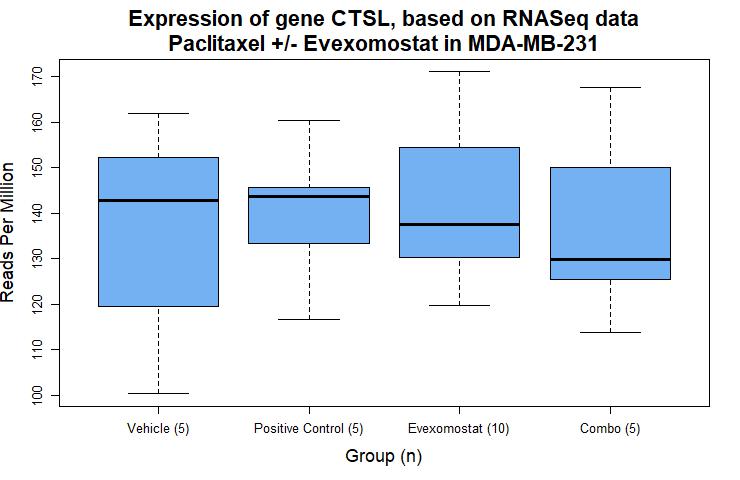 Expression of gene CTSL, based on RNASeq data
Paclitaxel +/- Evexomostat in MDA-MB-231
Reads Per Million
170
160
150
140
130
120
110
100
Vehicle (5)
Positive Control (5)
Evexomostat (10)
Combo (5)
Group (n)